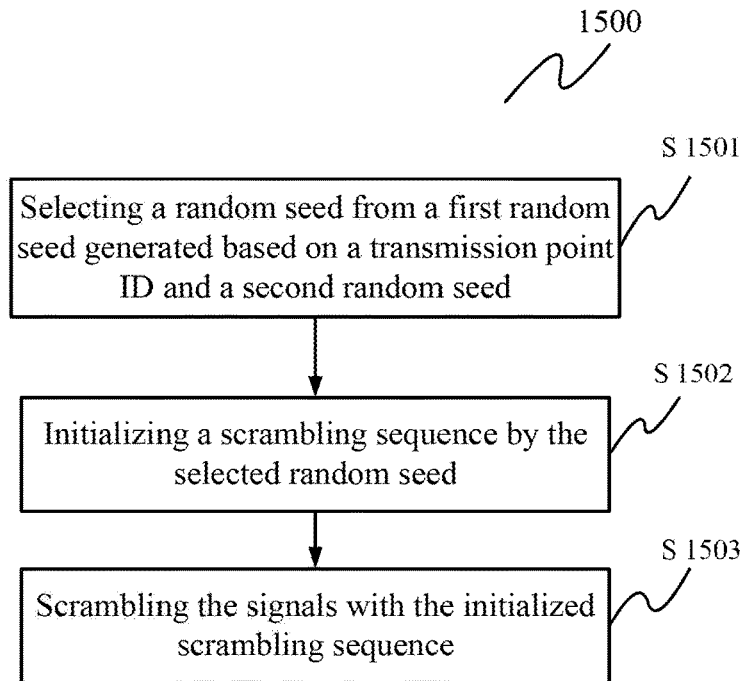 1500
S 1501
Selecting a random seed from a first random
seed generated based on a transmission point
ID and a second random seed
S 1502
Initializing a scrambling sequence by the
selected random seed
S 1503
Scrambling the signals with the initialized
scrambling sequence